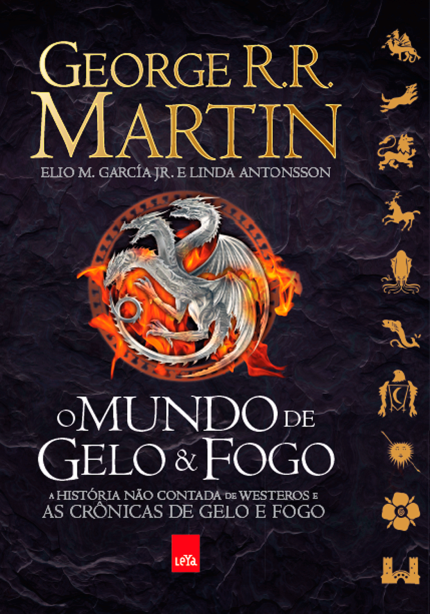 GEORGE R.R.
MARTIN
ELIO M. GARCÍA JR. E LINDA ANTONSSON
O MUNDO DE
GELO & FOGO
A HISTÓRIA NÃO CONTADA DE WESTEROS E
AS CRÔNICAS DE GELO E FOGO
LeYa